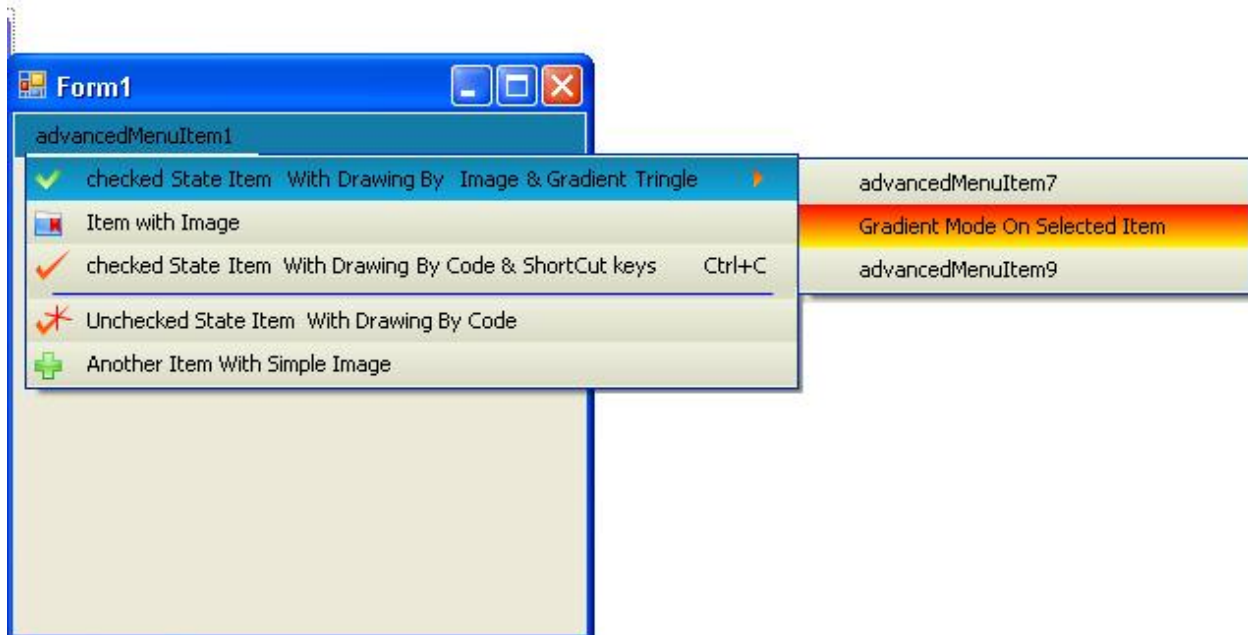 Form1
advancedMenuItem1
checked State Item With Drawing By Image & Gradient Tringle
Item with Image
checked State Item With Drawing By Code & ShortCut keys Ctrl+C
Unchecked State Item With Drawing By Code
Another Item With Simple Image
advancedMenuItem7
Gradient Mode On Selected Item
advancedMenuItem9